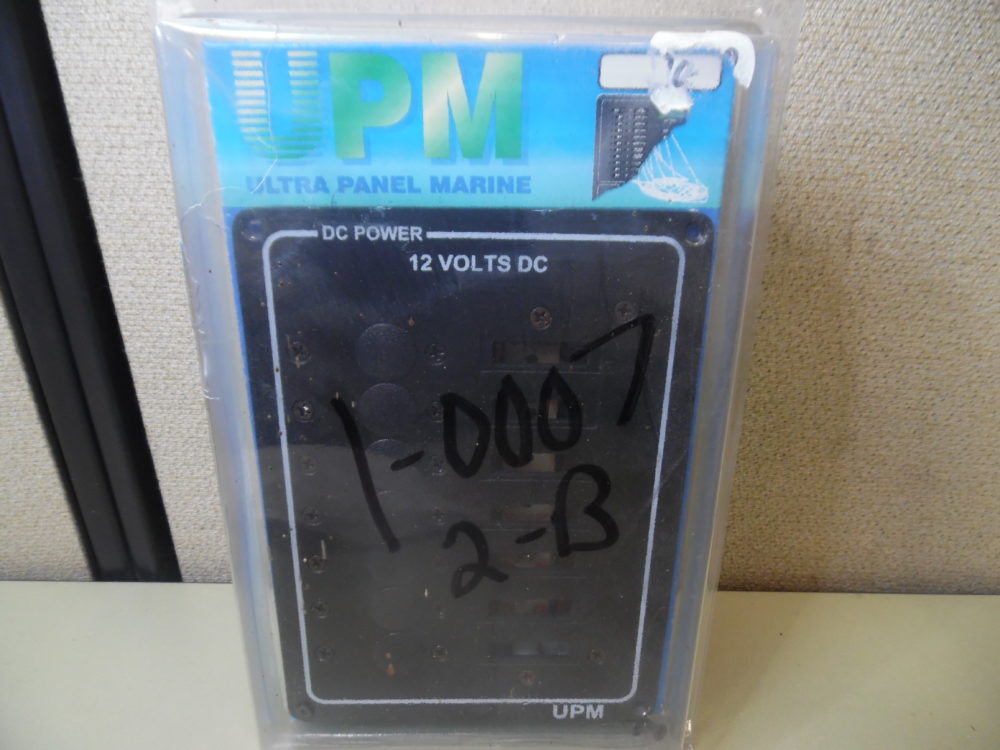 UPM
ULTRA PANEL MARINE
DC POWER
12 VOLTS DC
1-0007
2-B
UPM